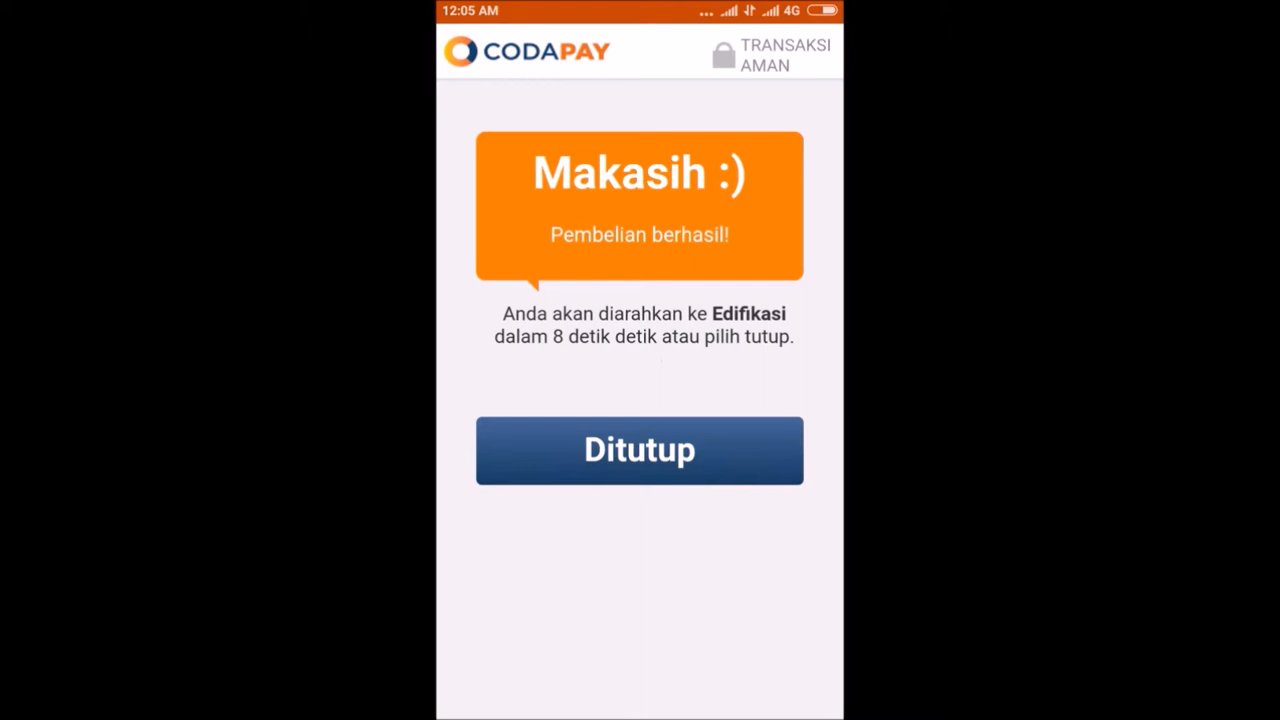 12:05 AM
4G
CODAPAY
TRANSAKSI
AMAN
Makasih :)
Pembelian berhasil!
Anda akan diarahkan ke Edifikasi
dalam 8 detik detik atau pilih tutup.
Ditutup